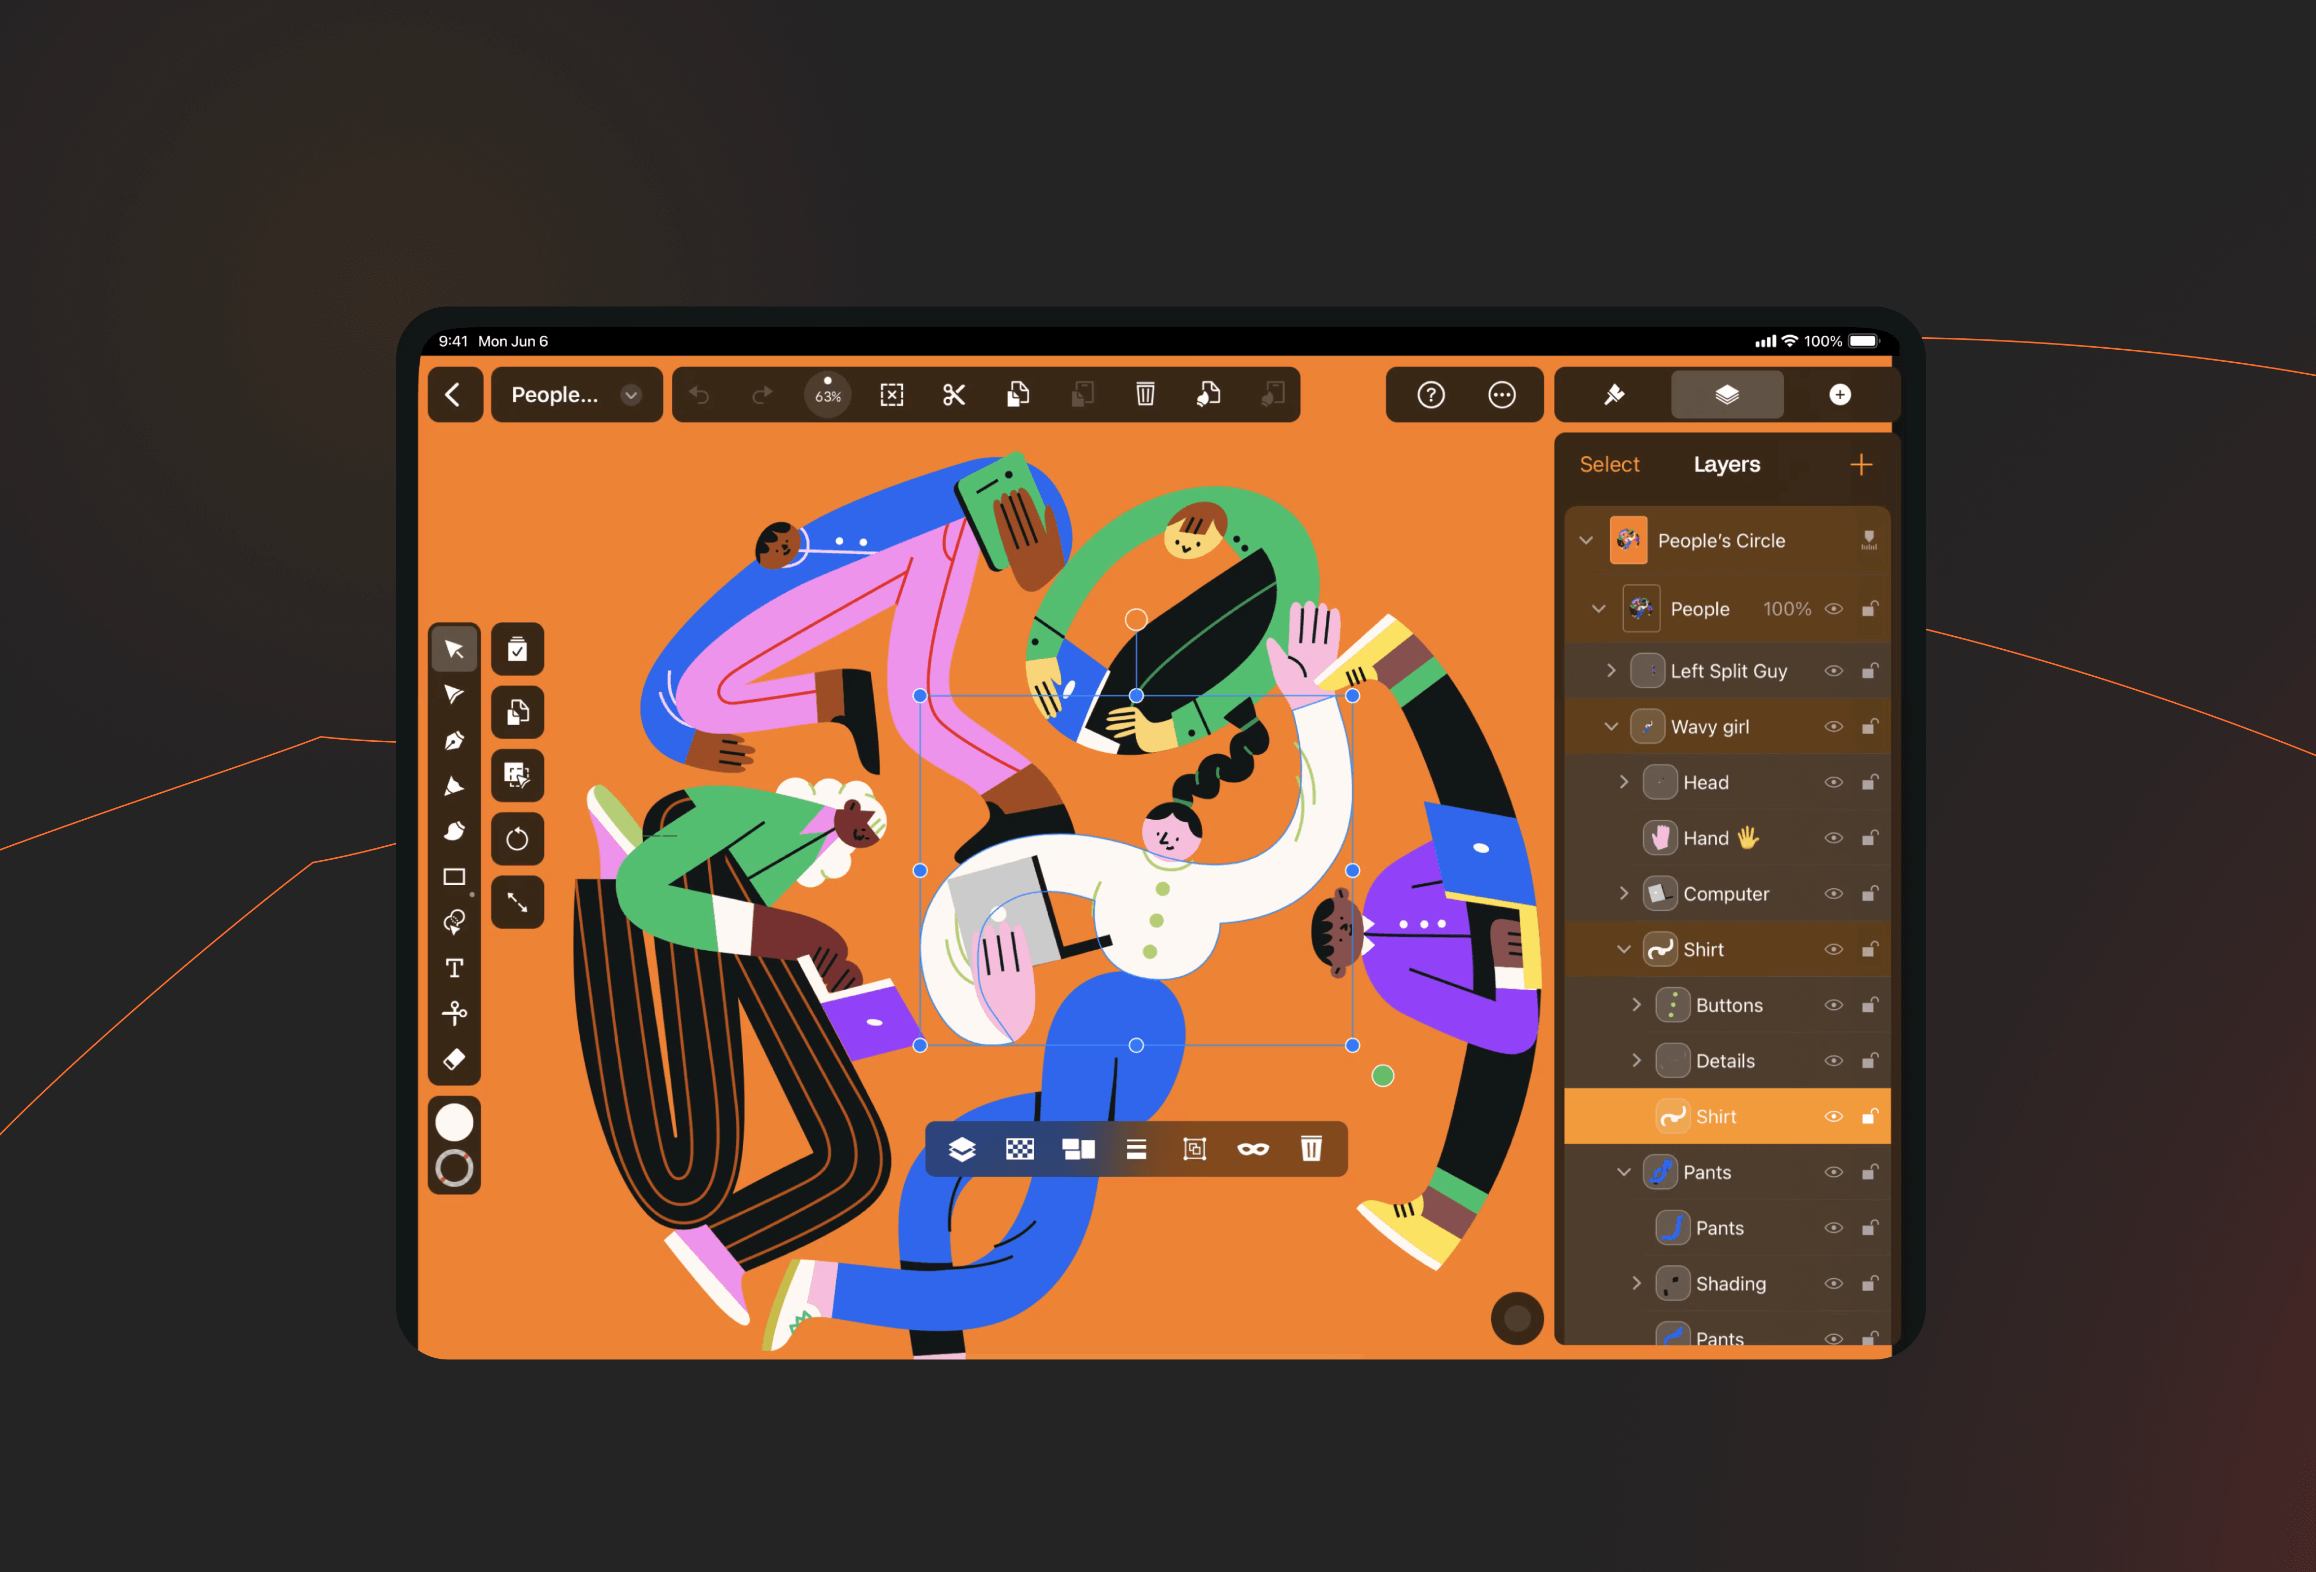 9:41 Mon Jun 6
100%
People...
63%
Select
Layers
People's Circle
People 100%
Left Split Guy
Wavy girl
Head
Hand 🖐
Computer
Shirt
Buttons
Details
Shirt
Pants
Pants
Shading
Pants